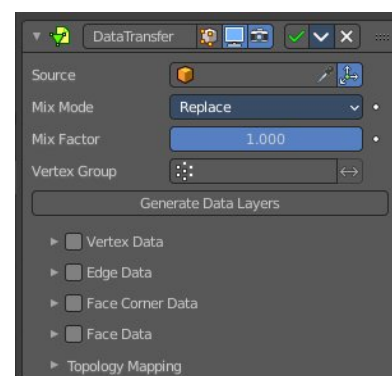 DataTransfer
Source
Mix Mode Replace
Mix Factor 1.000
Vertex Group
Generate Data Layers
Vertex Data
Edge Data
Face Corner Data
Face Data
Topology Mapping